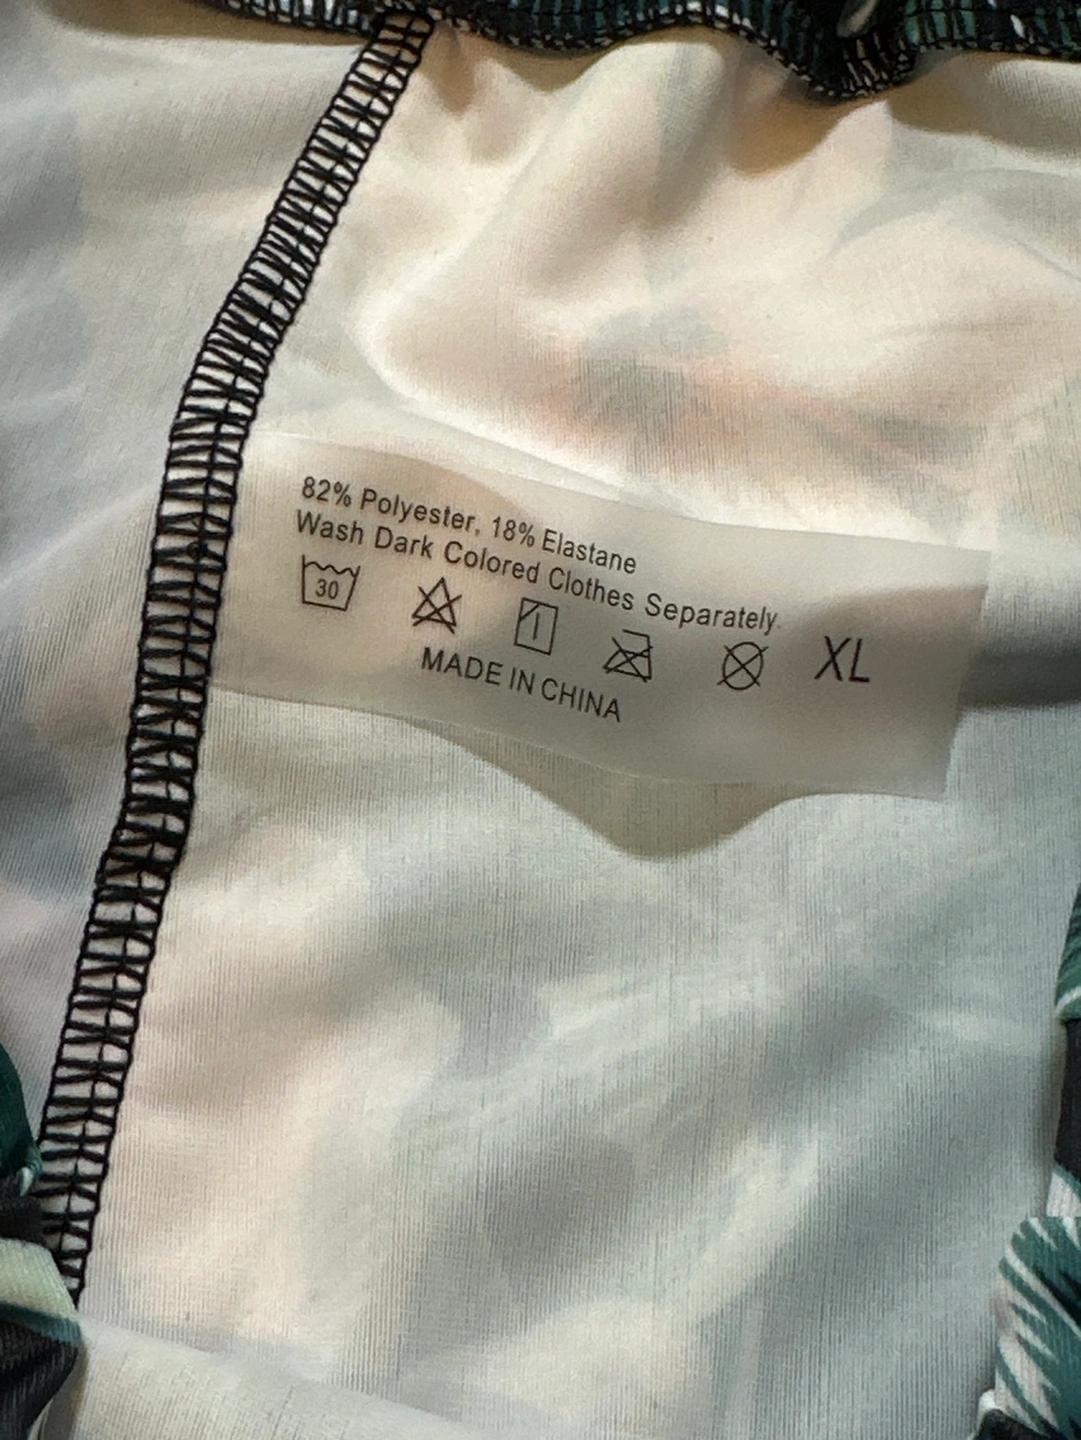 82% Polyester, 18% Elastane
Wash Dark Colored Clothes Separately.
30
XL
MADE IN CHINA